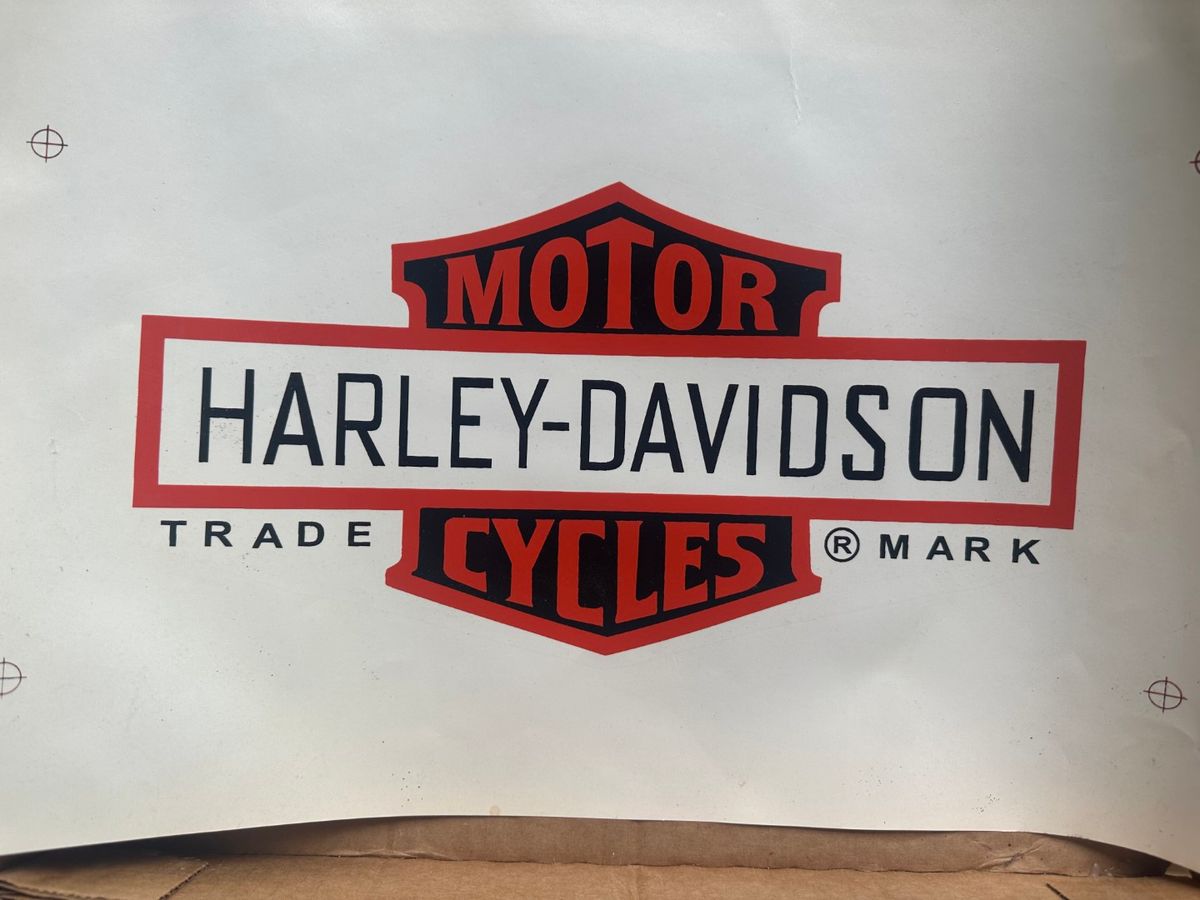 MOTOR
HARLEY-DAVIDSON
TRADE ® MARK
CYCLES